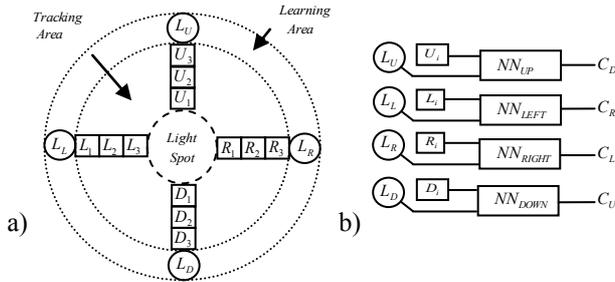 Tracking
Area
Learning
Area
L_U
U_3
U_2
U_1
L_L L_1 L_2 L_3
Light
Spot
R_1 R_2 R_3 L_R
D_1
D_2
D_3
L_D
a)
L_U U_i NN_UP C_D
L_L L_i NN_LEFT C_R
L_R R_i NN_RIGHT C_L
L_D D_i NN_DOWN C_U
b)